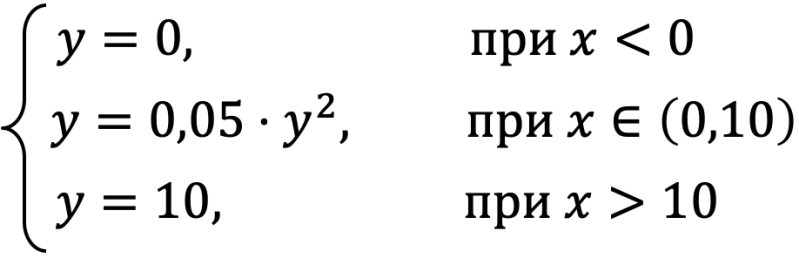 y = 0, при x < 0
y = 0,05 · y², при x ∈ (0,10)
y = 10, при x > 10